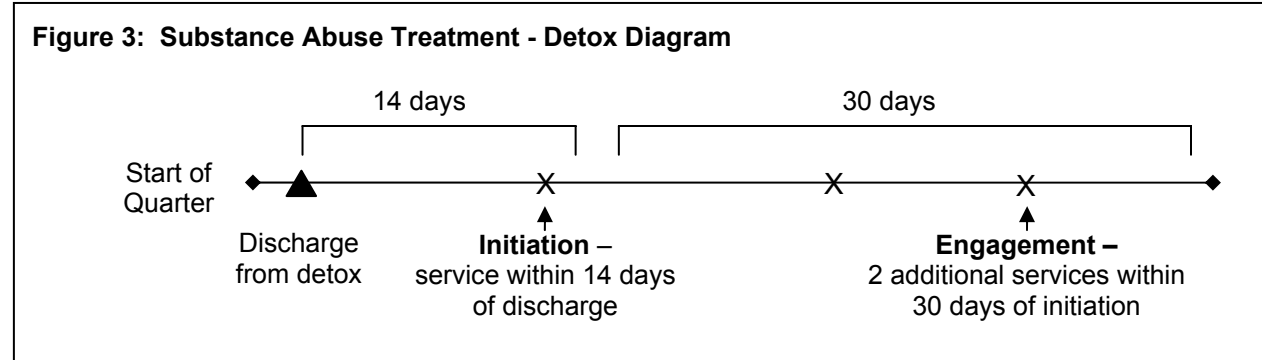 Figure 3:  Substance Abuse Treatment - Detox Diagram
14 days
30 days
Start of
Quarter
X
X
X
Discharge
from detox
Initiation –
service within 14 days
of discharge
Engagement –
2 additional services within
30 days of initiation